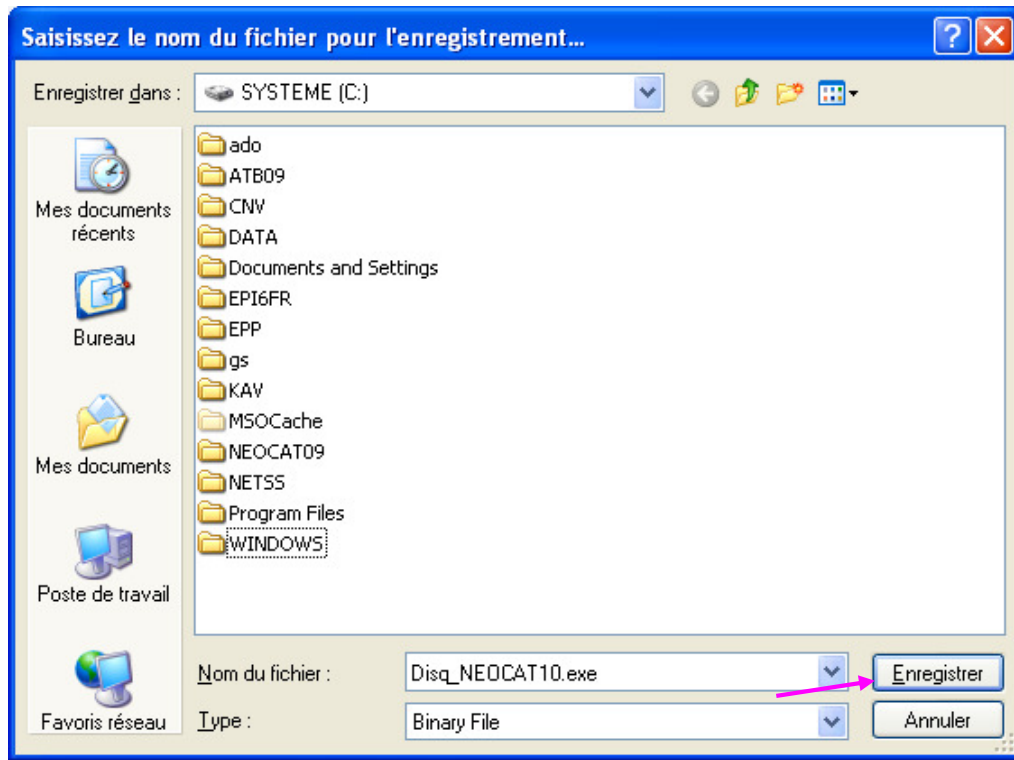 Saisissez le nom du fichier pour l'enregistrement...
Enregistrer dans :
SYSTEME (C:)
Mes documents
récents
Bureau
Mes documents
Poste de travail
Favoris réseau
ado
ATB09
CNV
DATA
Documents and Settings
EPI6FR
EPP
gs
KAV
MSOCache
NEOCAT09
NETSS
Program Files
WINDOWS
Nom du fichier :
Disq_NEOCAT10.exe
Enregistrer
Type :
Binary File
Annuler